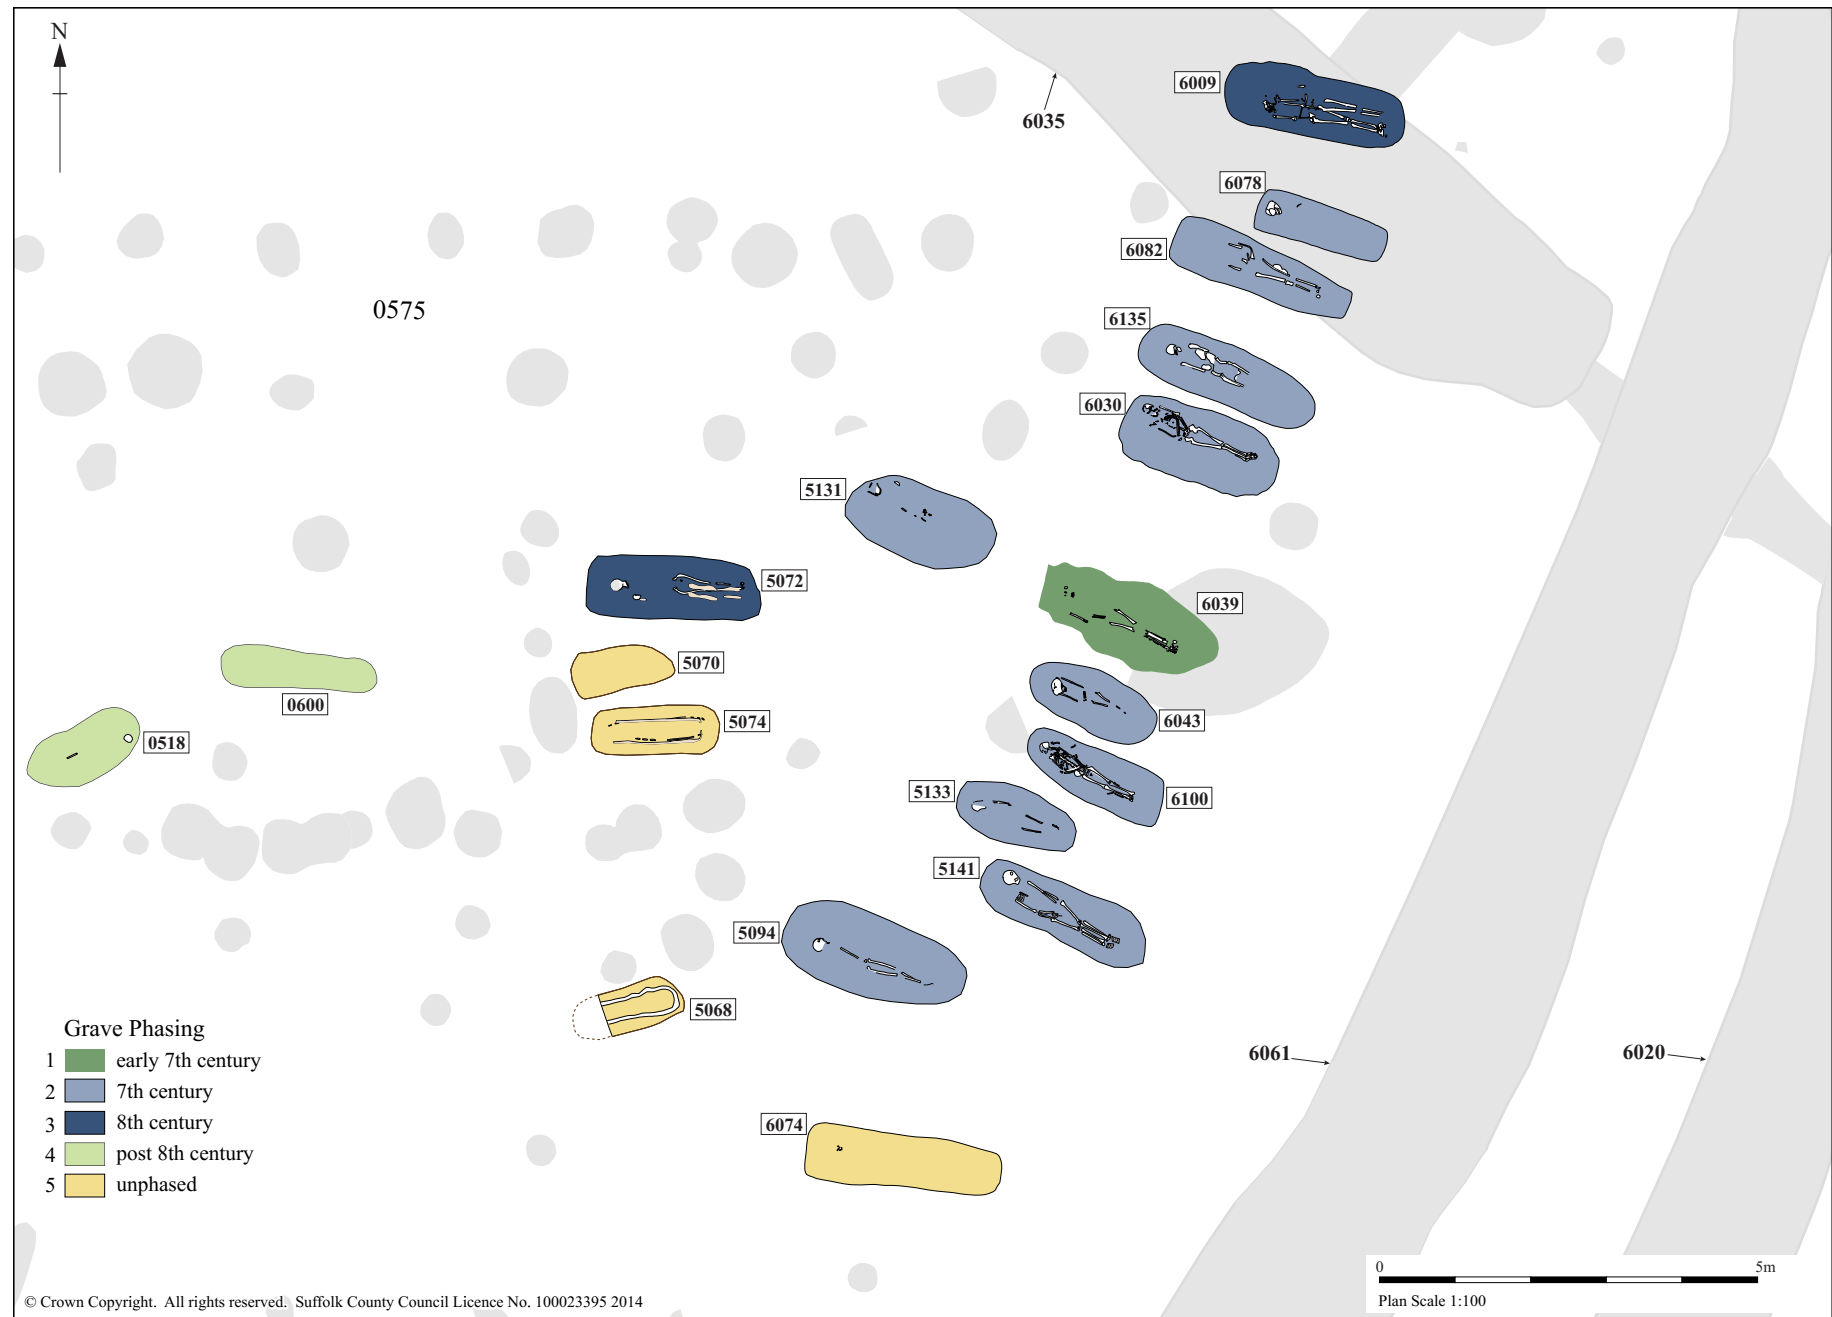 N
6009
6035
6078
6082
0575
6135
6030
5131
5072
6039
5070
0600
5074
6043
0518
5133
6100
5141
5094
5068
Grave Phasing
1 early 7th century
2 7th century
3 8th century
4 post 8th century
5 unphased
6061
6020
6074
0 5m
Plan Scale 1:100
© Crown Copyright. All rights reserved. Suffolk County Council Licence No. 100023395 2014